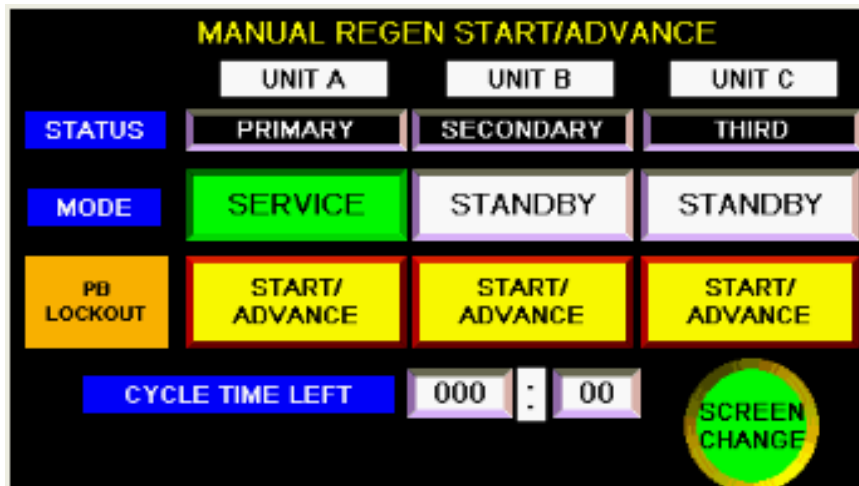 MANUAL REGEN START/ADVANCE
UNIT A UNIT B UNIT C
STATUS PRIMARY SECONDARY THIRD
MODE SERVICE STANDBY STANDBY
PB
LOCKOUT
START/
ADVANCE
START/
ADVANCE
START/
ADVANCE
CYCLE TIME LEFT 000 : 00
SCREEN
CHANGE